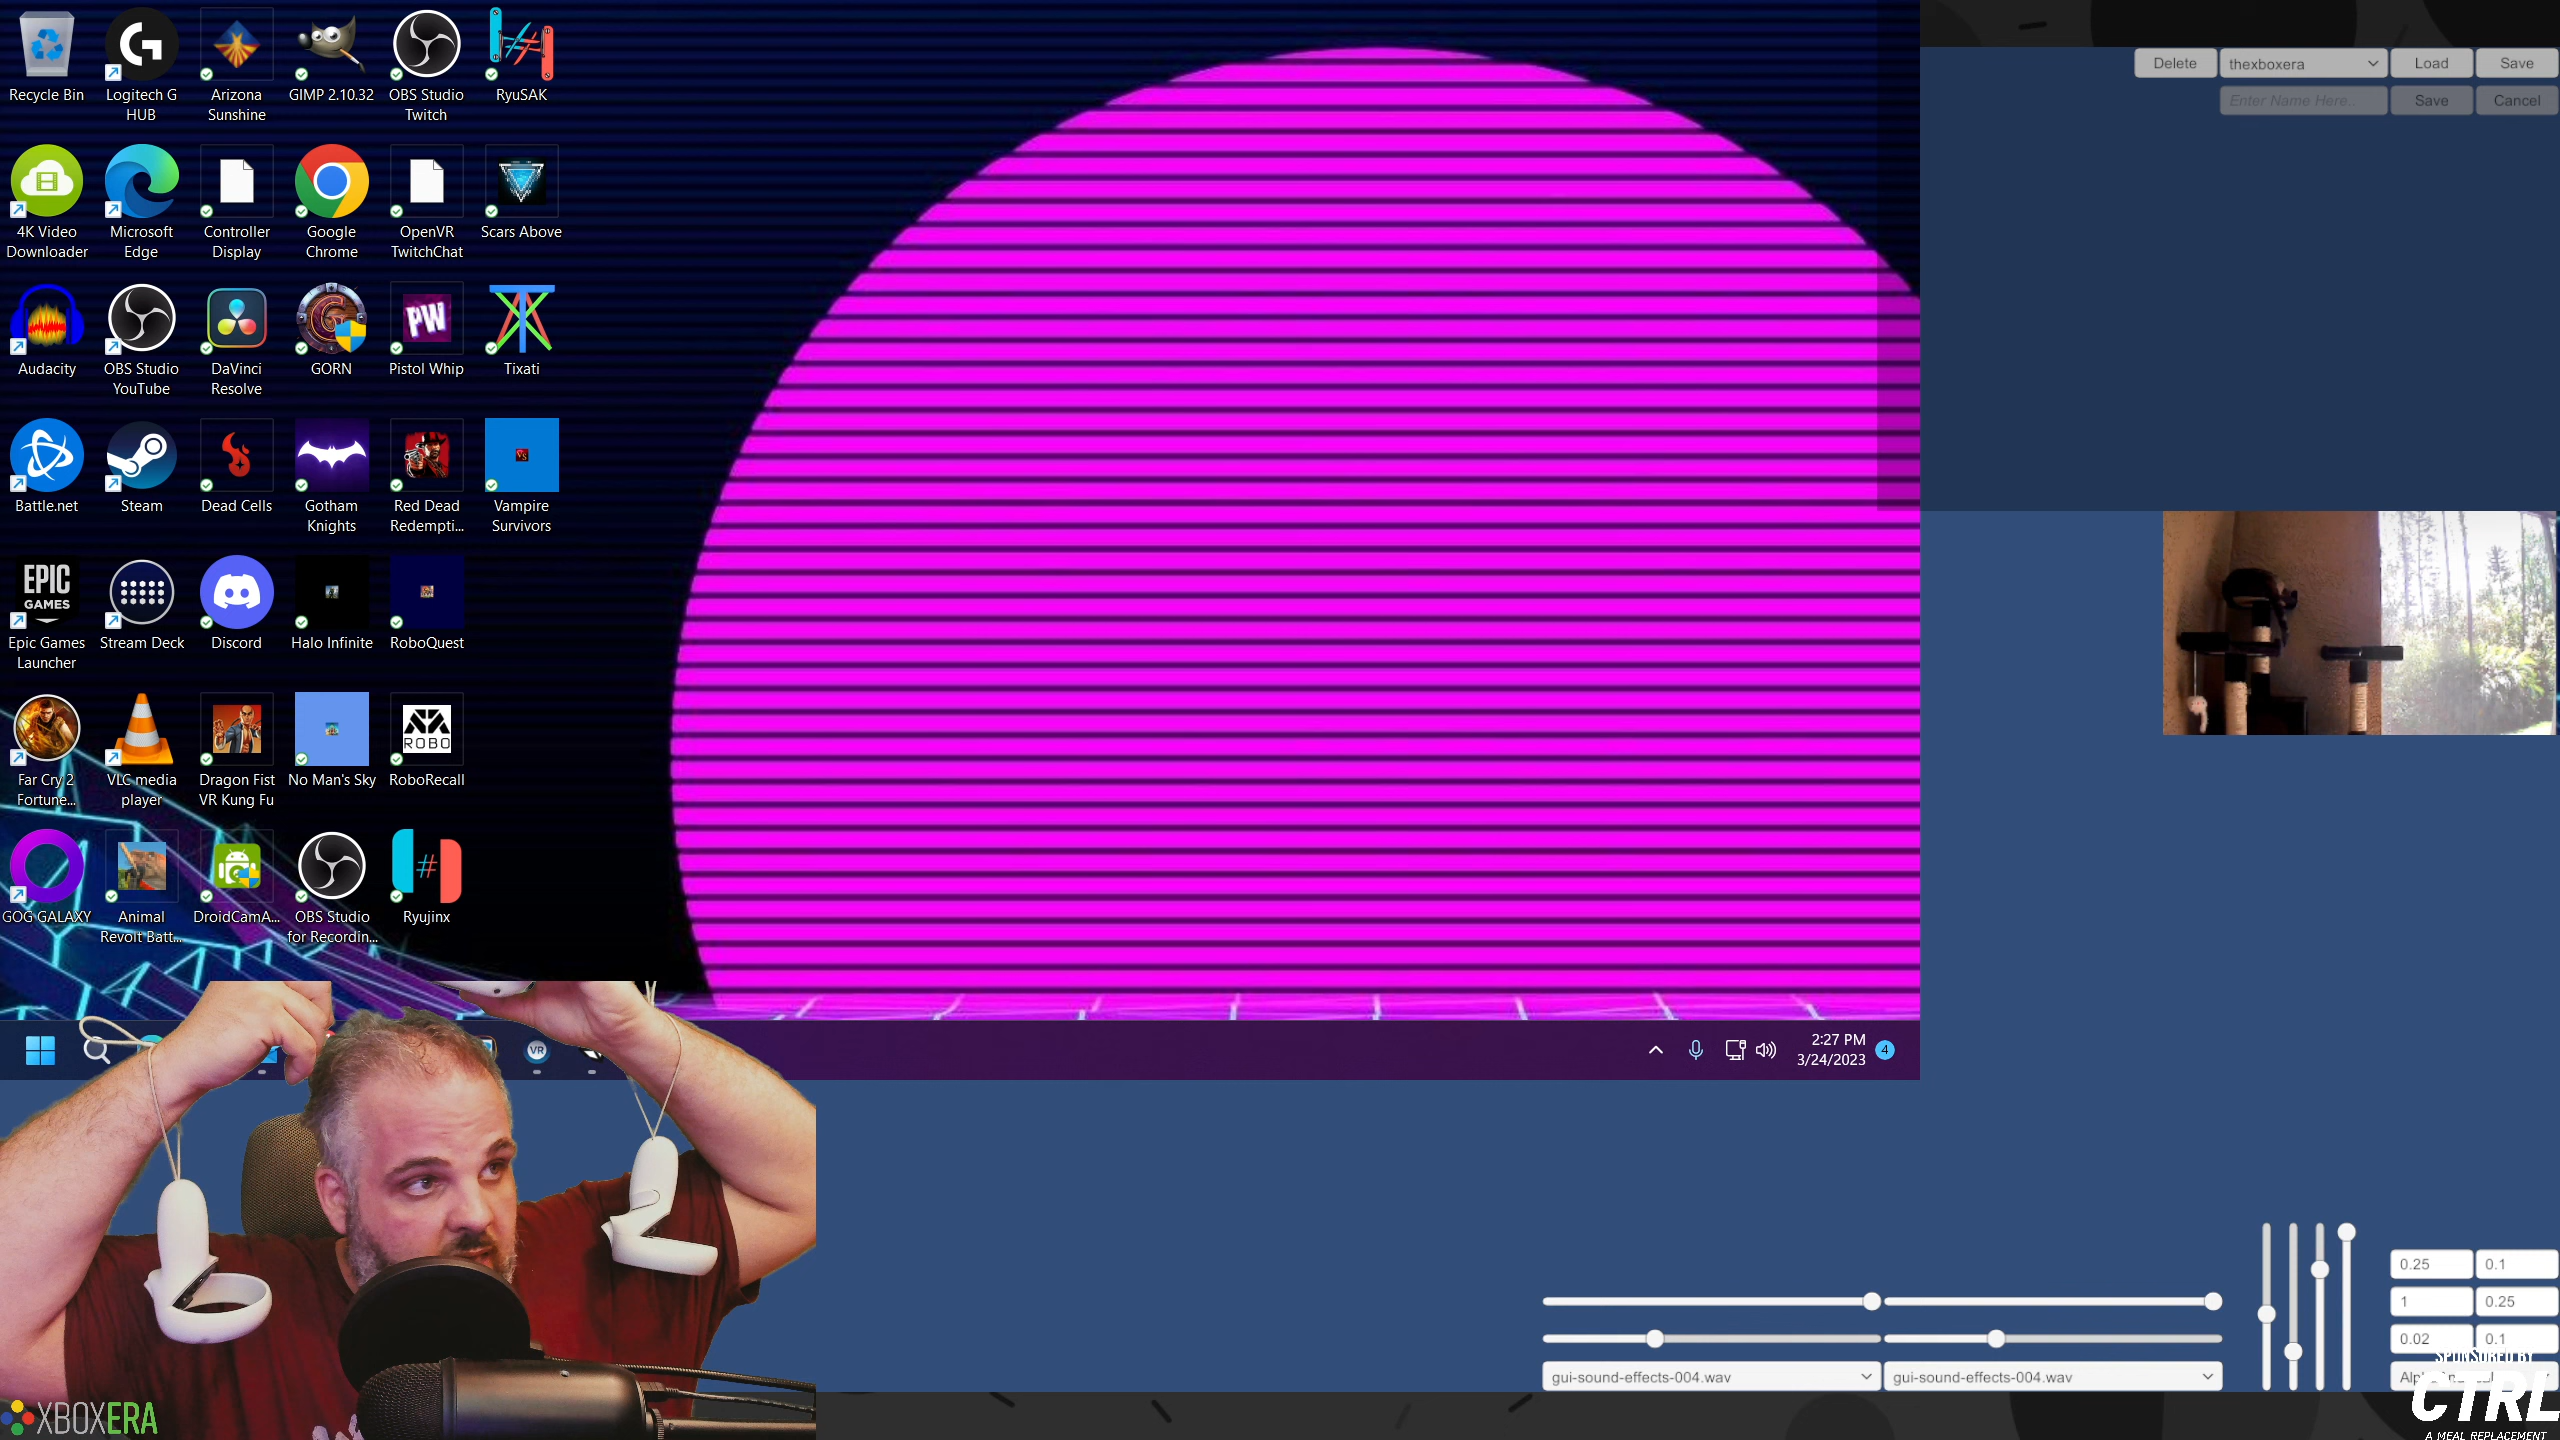 Recycle Bin
Logitech G
HUB
Arizona
Sunshine
GIMP 2.10.32
OBS Studio
Twitch
RyuSAK
4K Video
Downloader
Microsoft
Edge
Controller
Display
Google
Chrome
OpenVR
TwitchChat
Scars Above
PW
Audacity
OBS Studio
YouTube
DaVinci
Resolve
GORN
Pistol Whip
Tixati
VS
Battle.net
Steam
Dead Cells
Gotham
Knights
Red Dead
Redempti...
Vampire
Survivors
EPIC
GAMES
Epic Games
Launcher
Stream Deck
Discord
Halo Infinite
RoboQuest
ROBO
Far Cry 2
Fortune...
VLC media
player
Dragon Fist
VR Kung Fu
No Man's Sky
RoboRecall
GOG GALAXY
Animal
Revolt Batt...
DroidCamA...
OBS Studio
for Recordin...
Ryujinx
VR
2:27 PM
3/24/2023
4
Delete
thexboxera
Load
Save
Enter Name Here...
Save
Cancel
0.25
0.1
1
0.25
0.02
0.1
gui-sound-effects-004.wav
gui-sound-effects-004.wav
SPONSORED BY
CTRL
A MEAL REPLACEMENT
XBOXERA